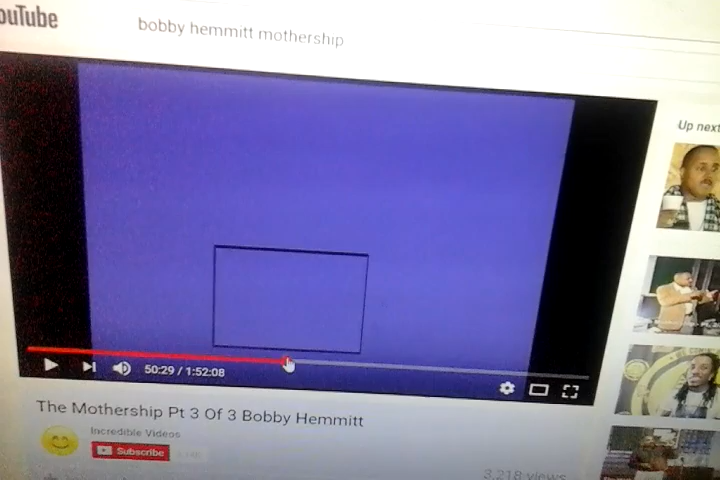 ouTube
bobby hemmitt mothership
Up next
50:29 / 1:52:08
The Mothership Pt 3 Of 3 Bobby Hemmitt
Incredible Videos
Subscribe
3,218 views